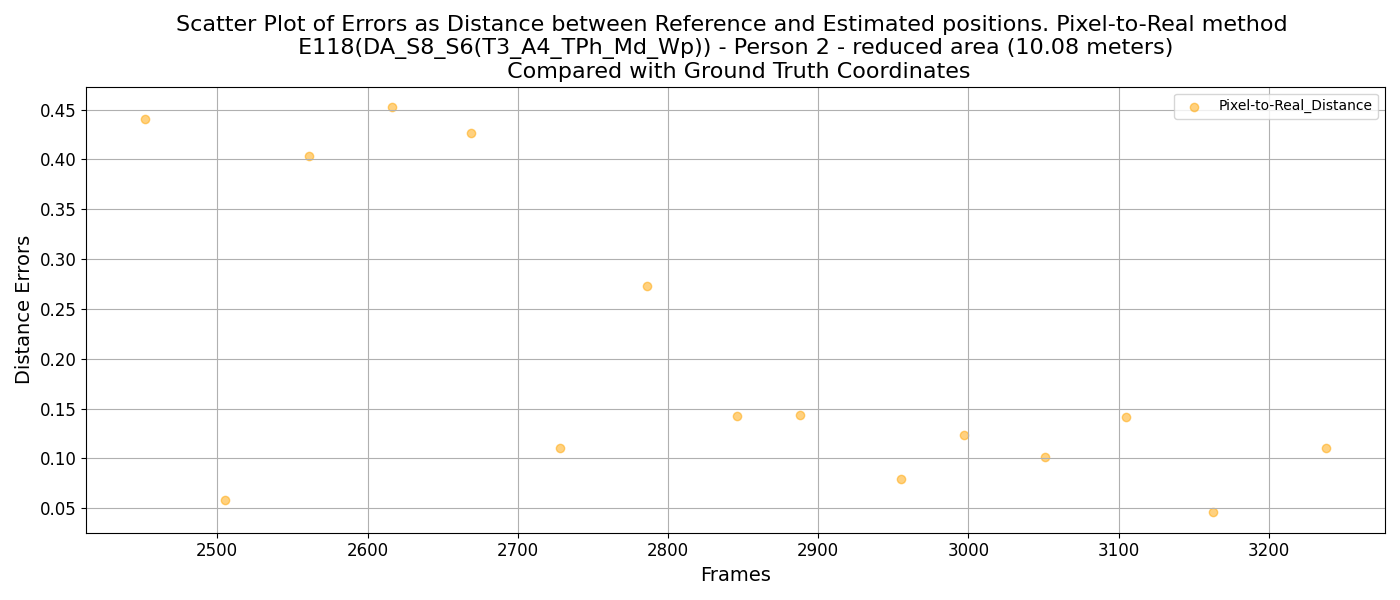 Scatter Plot of Errors as Distance between Reference and Estimated positions. Pixel-to-Real method
E118(DA_S8_S6(T3_A4_TPh_Md_Wp)) - Person 2 - reduced area (10.08 meters)
Compared with Ground Truth Coordinates
Pixel-to-Real_Distance
Distance Errors
0.45
0.40
0.35
0.30
0.25
0.20
0.15
0.10
0.05
2500 2600 2700 2800 2900 3000 3100 3200
Frames